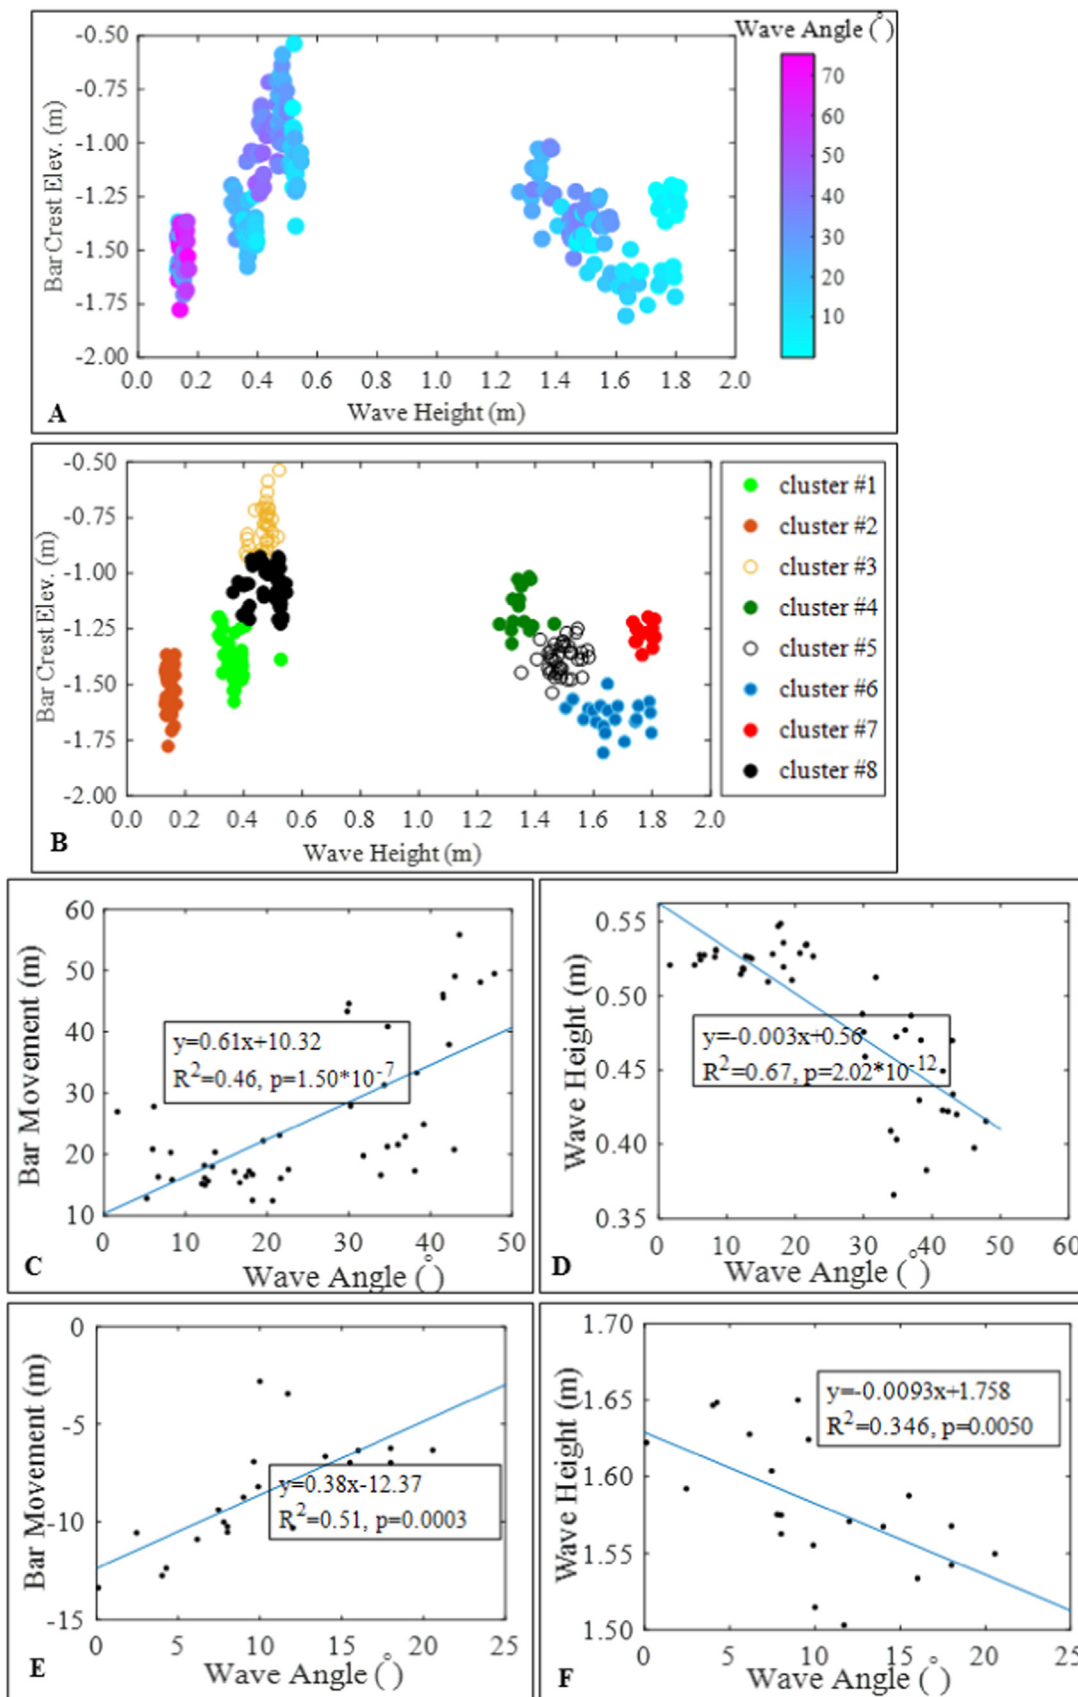 Wave Angle (°)
-0.50
-0.75
-1.00
-1.25
-1.50
-1.75
-2.00
Bar Crest Elev. (m)
70
60
50
40
30
20
10
0.0 0.2 0.4 0.6 0.8 1.0 1.2 1.4 1.6 1.8 2.0
Wave Height (m)
A
-0.50
-0.75
-1.00
-1.25
-1.50
-1.75
-2.00
Bar Crest Elev. (m)
cluster #1
cluster #2
cluster #3
cluster #4
cluster #5
cluster #6
cluster #7
cluster #8
0.0 0.2 0.4 0.6 0.8 1.0 1.2 1.4 1.6 1.8 2.0
Wave Height (m)
B
60
50
40
30
20
10
Bar Movement (m)
y=0.61x+10.32
R²=0.46, p=1.50*10⁻⁷
0 10 20 30 40 50
Wave Angle (°)
C
0.55
0.50
0.45
0.40
0.35
Wave Height (m)
y=-0.003x+0.56
R²=0.67, p=2.02*10⁻¹²
0 10 20 30 40 50 60
Wave Angle (°)
D
0
-5
-10
-15
Bar Movement (m)
y=0.38x-12.37
R²=0.51, p=0.0003
0 5 10 15 20 25
Wave Angle (°)
E
1.70
1.65
1.60
1.55
1.50
Wave Height (m)
y=-0.0093x+1.758
R²=0.346, p=0.0050
0 5 10 15 20 25
Wave Angle (°)
F